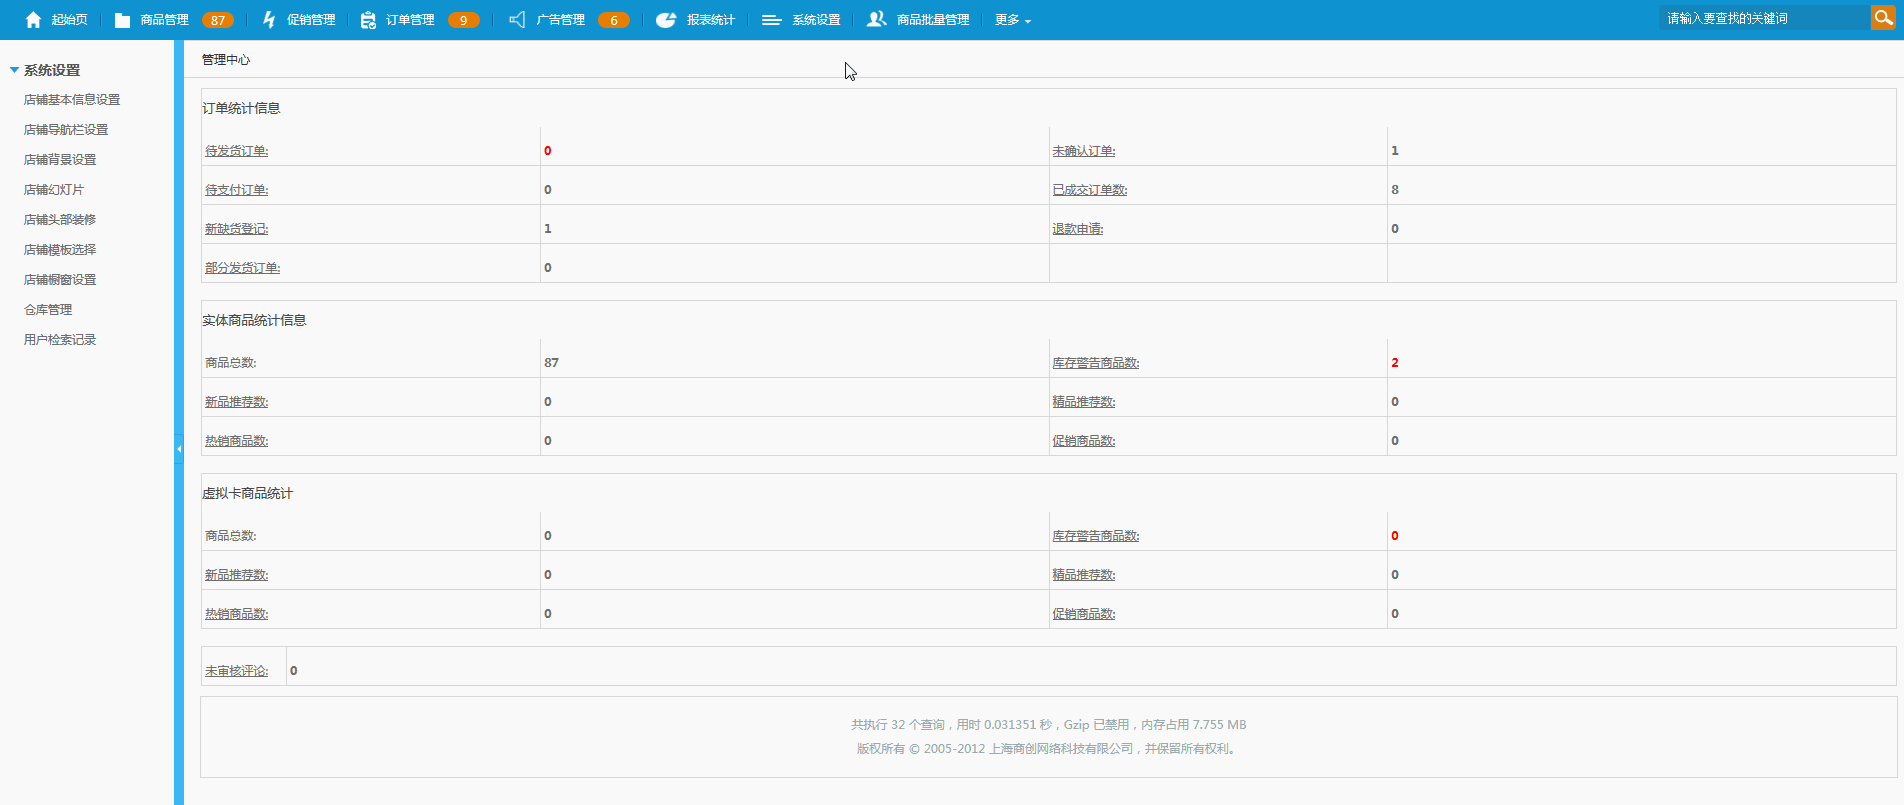 起始页 商品管理 87 促销管理 订单管理 9 广告管理 6 报表统计 系统设置 商品批量管理 更多 请输入要查找的关键词
系统设置
店铺基本信息设置
店铺导航栏设置
店铺背景设置
店铺幻灯片
店铺头部装修
店铺模板选择
店铺橱窗设置
仓库管理
用户检索记录
管理中心
订单统计信息
待发货订单: 0 未确认订单: 1
待支付订单: 0 已成交订单数: 8
新缺货登记: 1 退款申请: 0
部分发货订单: 0
实体商品统计信息
商品总数: 87 库存警告商品数: 2
新品推荐数: 0 精品推荐数: 0
热销商品数: 0 促销商品数: 0
虚拟卡商品统计
商品总数: 0 库存警告商品数: 0
新品推荐数: 0 精品推荐数: 0
热销商品数: 0 促销商品数: 0
未审核评论: 0
共执行 32 个查询，用时 0.031351 秒，Gzip 已禁用，内存占用 7.755 MB
版权所有 © 2005-2012 上海商创网络科技有限公司，并保留所有权利。